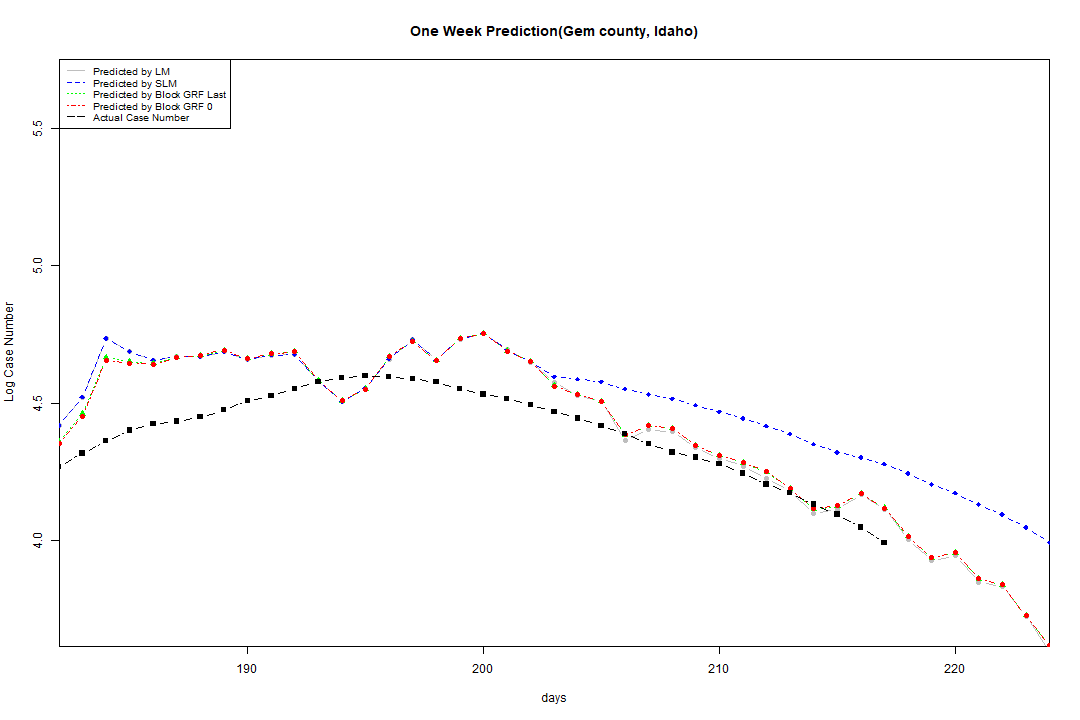 One Week Prediction(Gem county, Idaho)
Predicted by LM
Predicted by SLM
Predicted by Block GRF Last
Predicted by Block GRF 0
Actual Case Number
5.5
5.0
4.5
4.0
Log Case Number
190 200 210 220
days